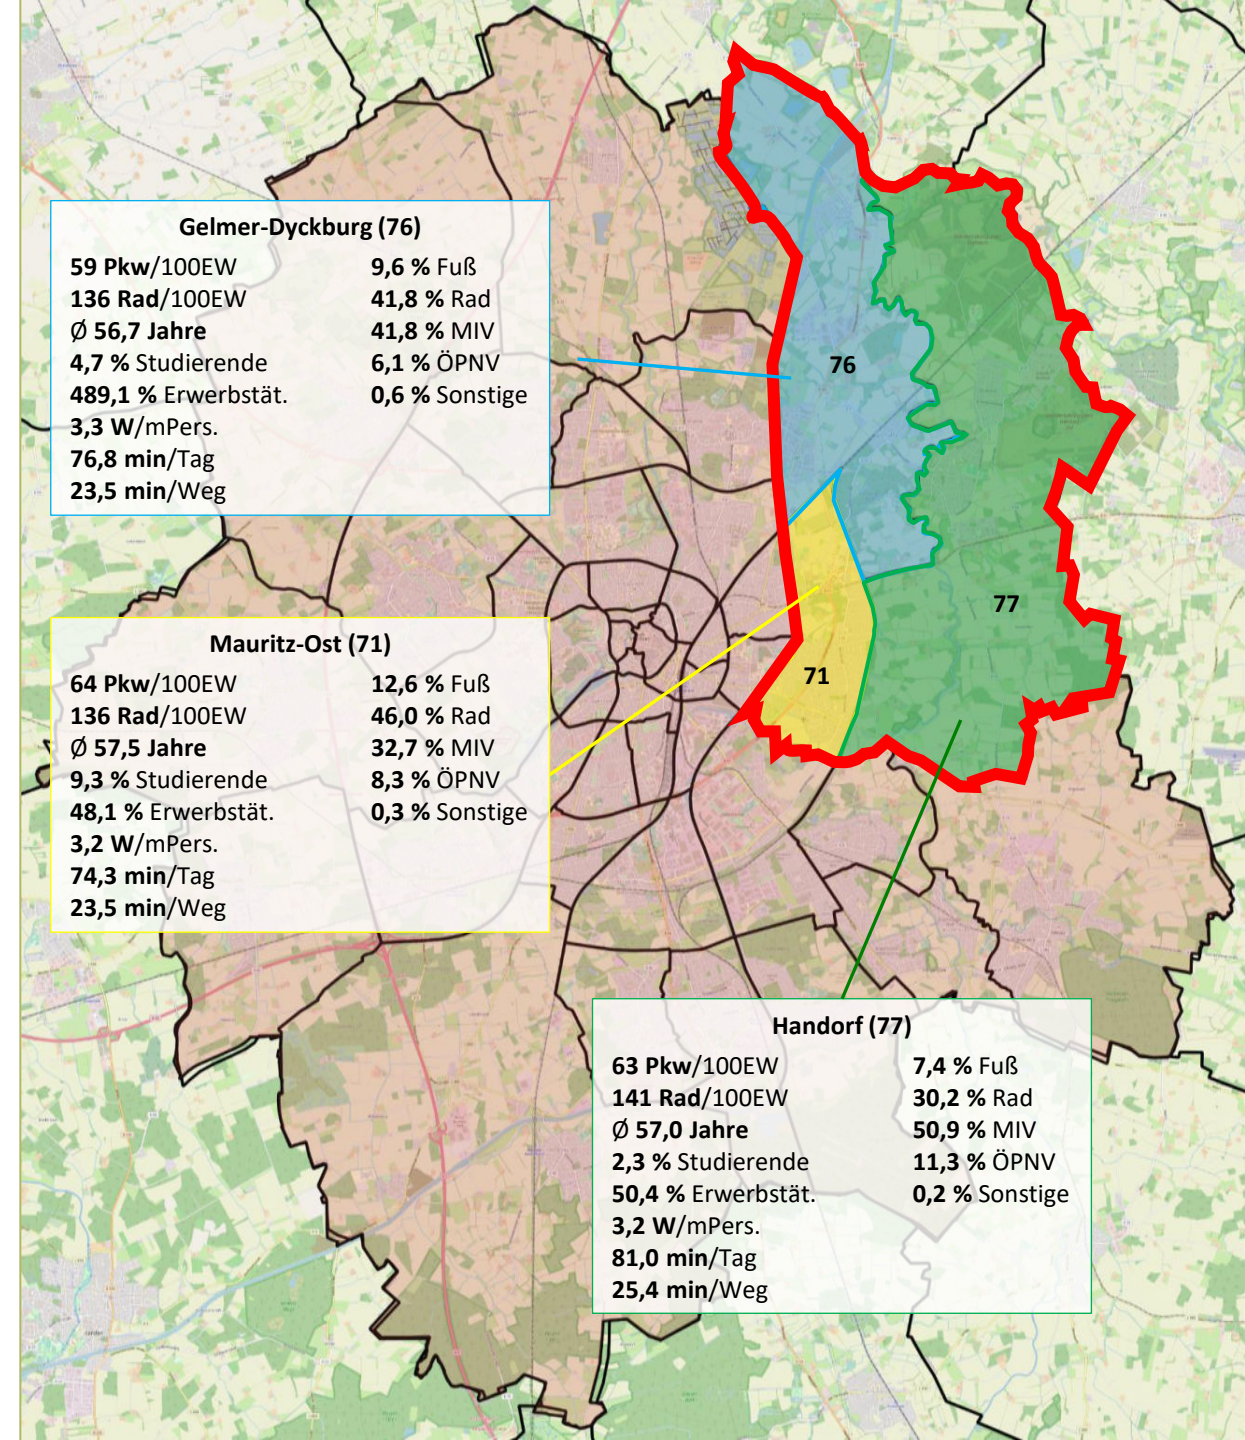 Gelmer-Dyckburg (76)
59 Pkw/100EW
136 Rad/100EW
Ø 56,7 Jahre
4,7 % Studierende
489,1 % Erwerbstät.
3,3 W/mPers.
76,8 min/Tag
23,5 min/Weg
9,6 % Fuß
41,8 % Rad
41,8 % MIV
6,1 % ÖPNV
0,6 % Sonstige
76
77
71
Mauritz-Ost (71)
64 Pkw/100EW
136 Rad/100EW
Ø 57,5 Jahre
9,3 % Studierende
48,1 % Erwerbstät.
3,2 W/mPers.
74,3 min/Tag
23,5 min/Weg
12,6 % Fuß
46,0 % Rad
32,7 % MIV
8,3 % ÖPNV
0,3 % Sonstige
Handorf (77)
63 Pkw/100EW
141 Rad/100EW
Ø 57,0 Jahre
2,3 % Studierende
50,4 % Erwerbstät.
3,2 W/mPers.
81,0 min/Tag
25,4 min/Weg
7,4 % Fuß
30,2 % Rad
50,9 % MIV
11,3 % ÖPNV
0,2 % Sonstige